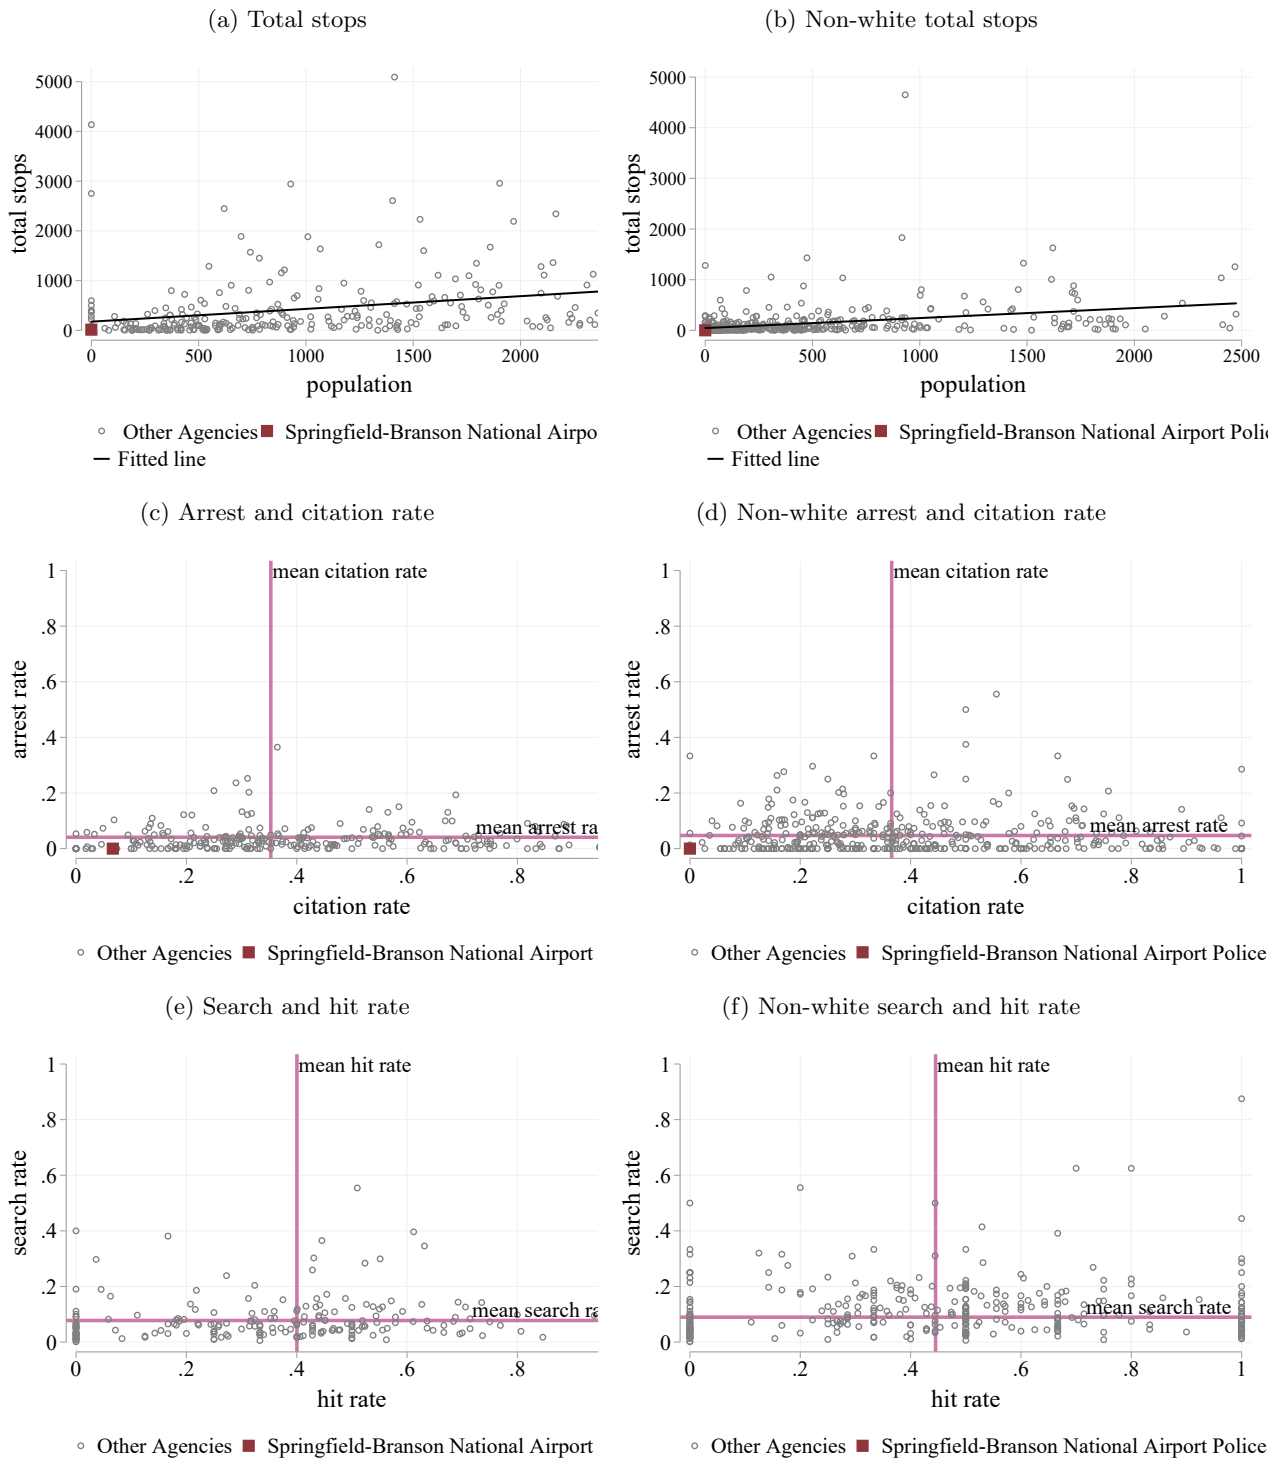 (a) Total stops
(b) Non-white total stops
total stops
5000
4000
3000
2000
1000
0
0 500 1000 1500 2000
population
Other Agencies Springfield-Branson National Airpo
Fitted line
total stops
5000
4000
3000
2000
1000
0
0 500 1000 1500 2000 2500
population
Other Agencies Springfield-Branson National Airport Polic
Fitted line
(c) Arrest and citation rate
(d) Non-white arrest and citation rate
arrest rate
1
.8
.6
.4
.2
0
mean citation rate
mean arrest ra
0 .2 .4 .6 .8
citation rate
Other Agencies Springfield-Branson National Airport
arrest rate
1
.8
.6
.4
.2
0
mean citation rate
mean arrest rate
0 .2 .4 .6 .8 1
citation rate
Other Agencies Springfield-Branson National Airport Police
(e) Search and hit rate
(f) Non-white search and hit rate
search rate
1
.8
.6
.4
.2
0
mean hit rate
mean search ra
0 .2 .4 .6 .8
hit rate
Other Agencies Springfield-Branson National Airport
search rate
1
.8
.6
.4
.2
0
mean hit rate
mean search rate
0 .2 .4 .6 .8 1
hit rate
Other Agencies Springfield-Branson National Airport Police